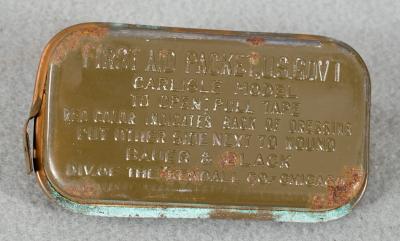 FIRST AID PACKET, U.S. GOV'T
CARLISLE MODEL
TO OPEN: PULL TAPE
RED COLOR INDICATES BACK OF DRESSING
PUT OTHER SIDE NEXT TO WOUND
BAUER & BLACK
DIV. OF THE KENDALL CO. CHICAGO